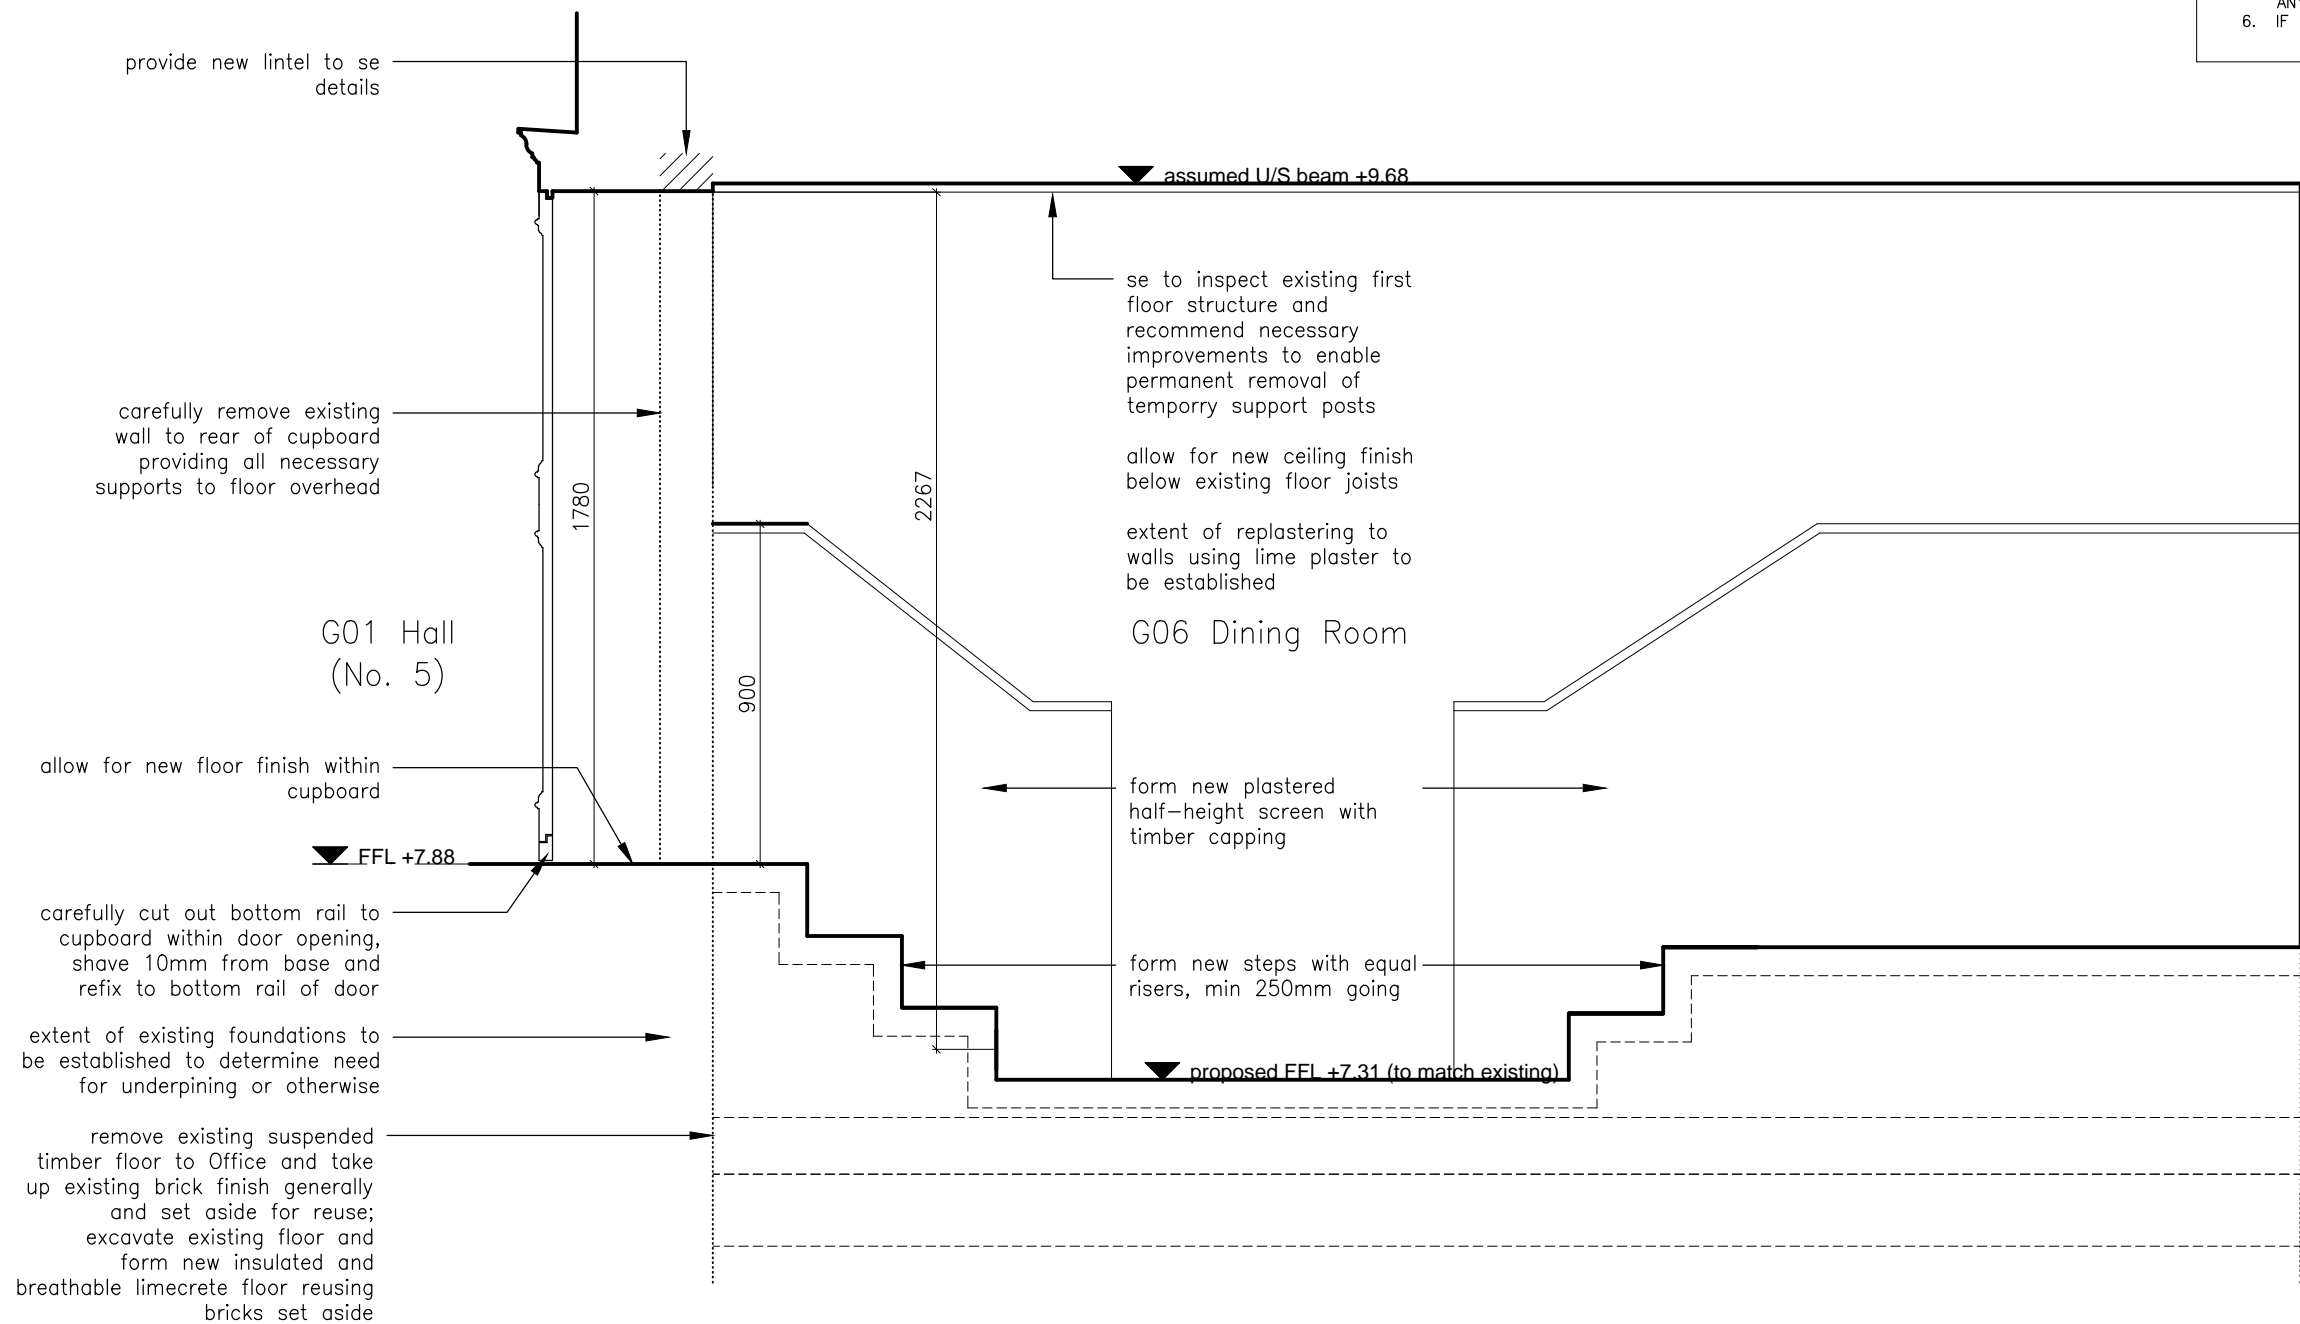 AN
6. IF
provide new lintel to se
details
assumed U/S beam +9.68
se to inspect existing first
floor structure and
recommend necessary
improvements to enable
permanent removal of
temporry support posts
allow for new ceiling finish
below existing floor joists
extent of replastering to
walls using lime plaster to
be established
carefully remove existing
wall to rear of cupboard
providing all necessary
supports to floor overhead
1780
2267
900
G01 Hall
(No. 5)
G06 Dining Room
allow for new floor finish within
cupboard
form new plastered
half-height screen with
timber capping
FFL +7.88
carefully cut out bottom rail to
cupboard within door opening,
shave 10mm from base and
refix to bottom rail of door
form new steps with equal
risers, min 250mm going
extent of existing foundations to
be established to determine need
for underpining or otherwise
proposed FFL +7.31 (to match existing)
remove existing suspended
timber floor to Office and take
up existing brick finish generally
and set aside for reuse;
excavate existing floor and
form new insulated and
breathable limecrete floor reusing
bricks set aside